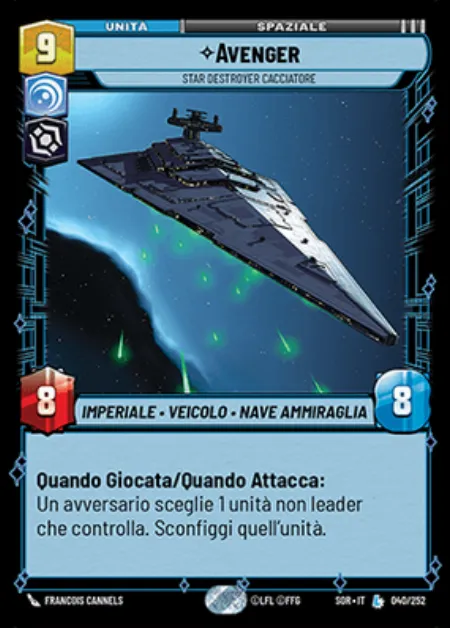 UNITÀ
SPAZIALE
9
AVENGER
STAR DESTROYER CACCIATORE
8
IMPERIALE • VEICOLO • NAVE AMMIRAGLIA
8
Quando Giocata/Quando Attacca:
Un avversario sceglie 1 unità non leader
che controlla. Sconfiggi quell'unità.
FRANCOIS CANNELS
©LFL ©FFG
SOR • IT
L
040/252